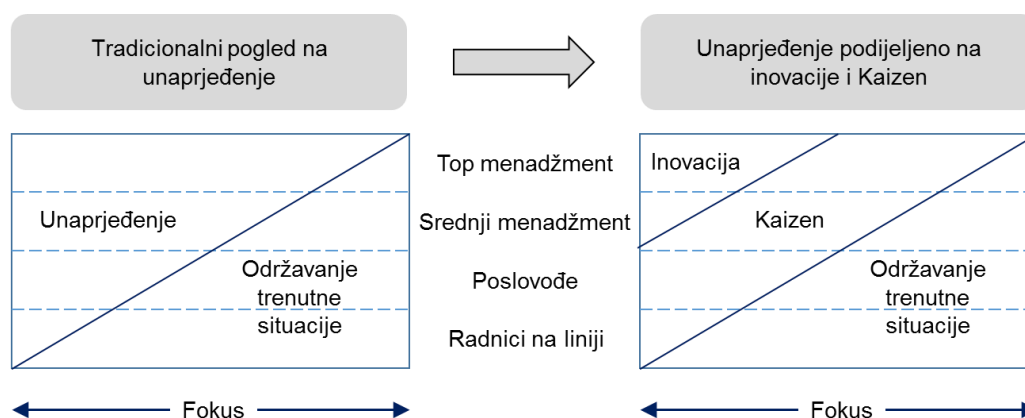 Tradicionalni pogled na
unaprjeđenje
Unaprjeđenje podijeljeno na
inovacije i Kaizen
Unaprjeđenje
Održavanje
trenutne
situacije
Top menadžment
Srednji menadžment
Poslovođe
Radnici na liniji
Inovacija
Kaizen
Održavanje
trenutne
situacije
Fokus
Fokus